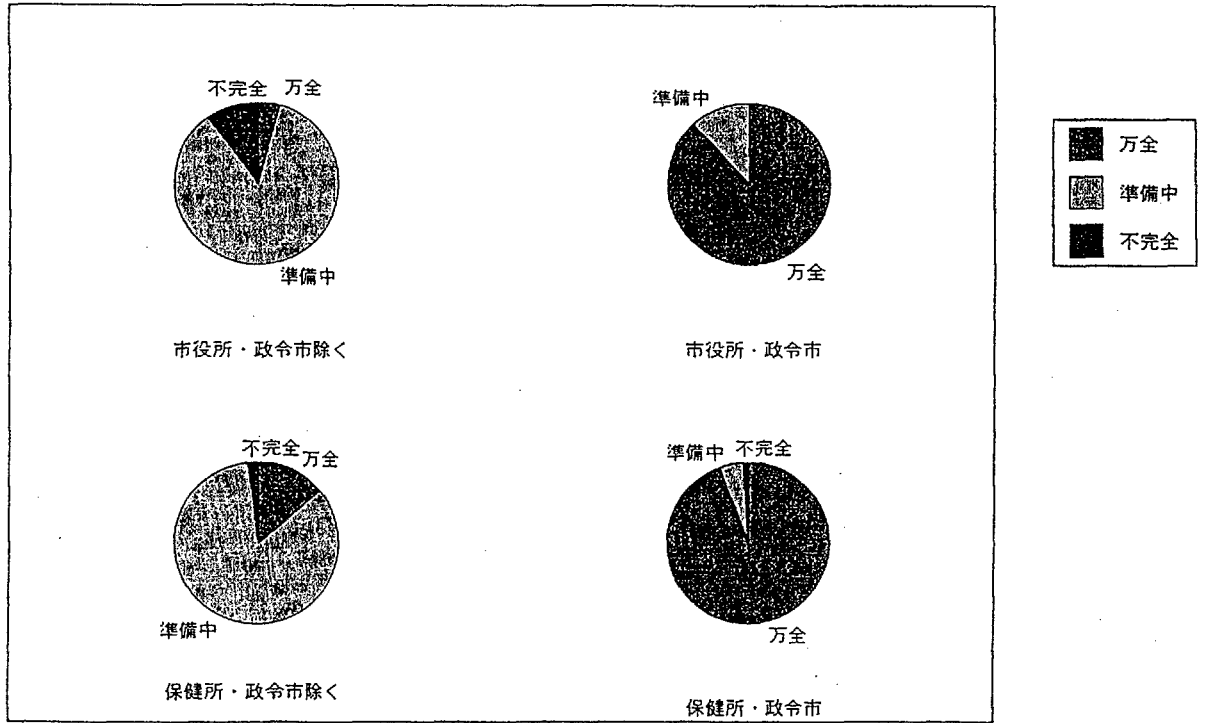 不完全 万全
準備中
市役所・政令市除く
準備中
万全
市役所・政令市
不完全 万全
準備中
保健所・政令市除く
準備中 不完全
万全
保健所・政令市
万全
準備中
不完全